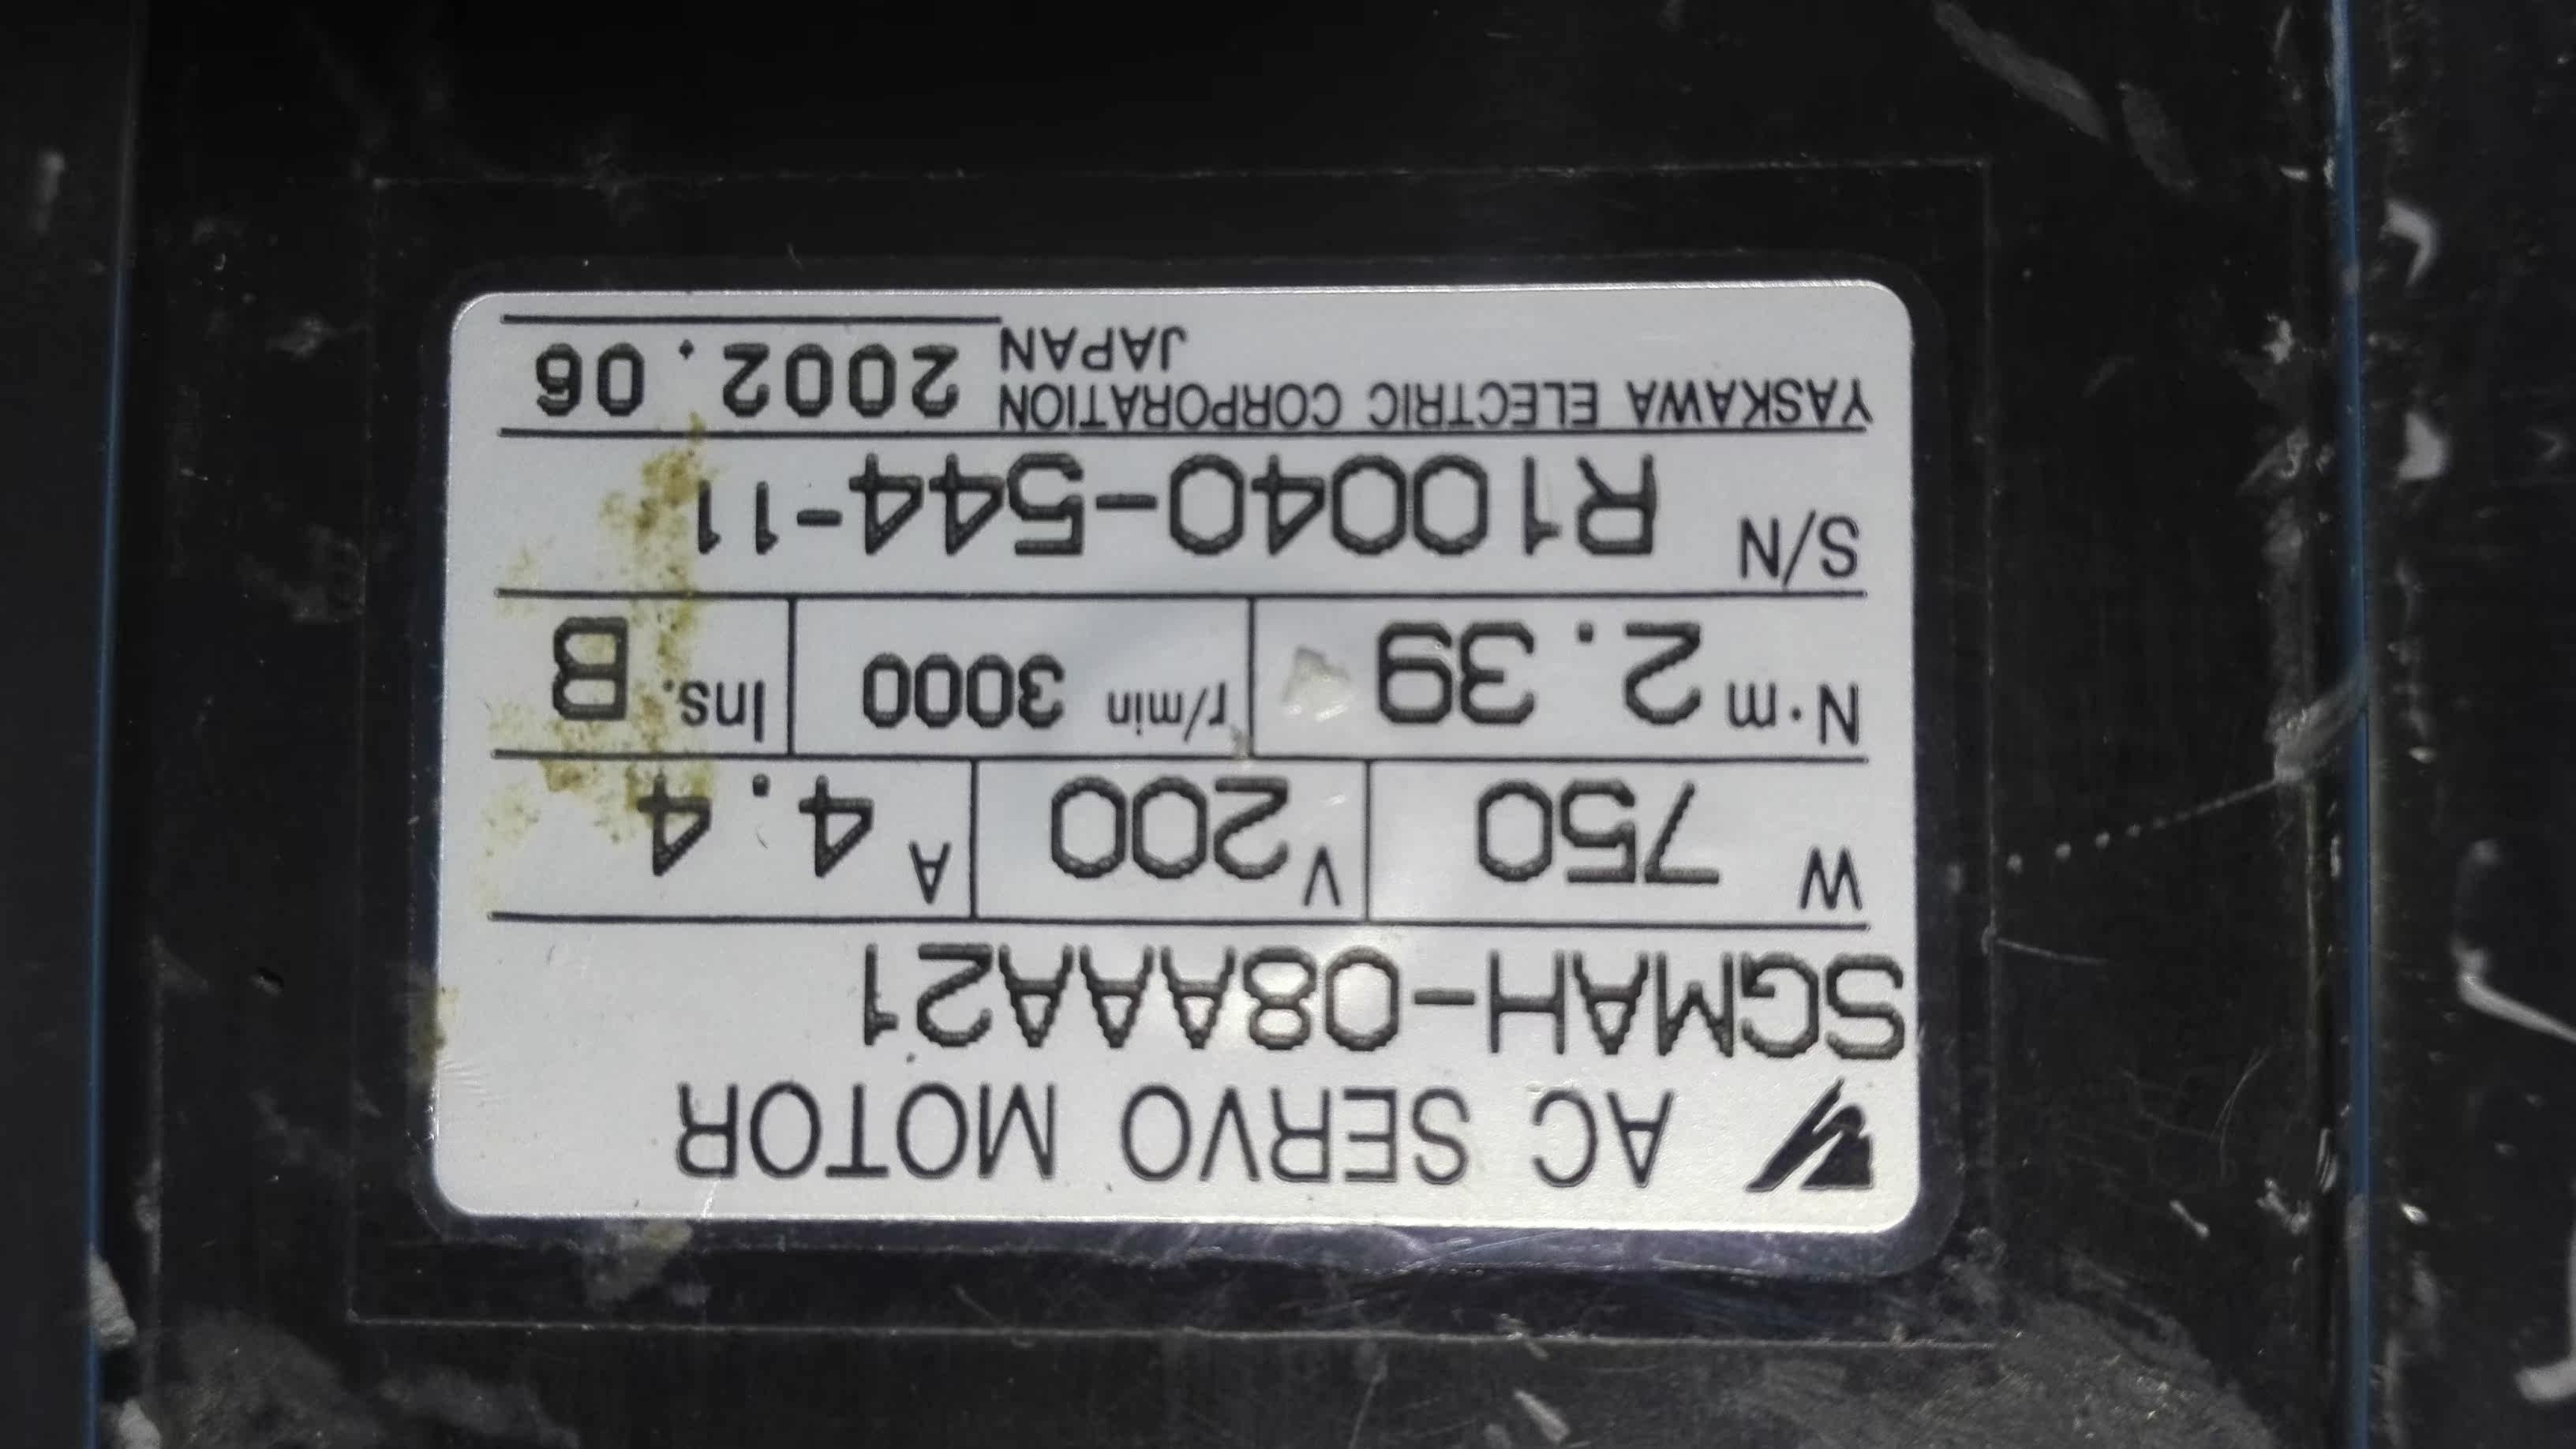 AC SERVO MOTOR
SGMAH-08AAA21
W 750 V 200 A 4.4
N·m 2.39 r/min 3000 Ins. B
S/N R10040-544-11
YASKAWA ELECTRIC CORPORATION 2002.06
JAPAN